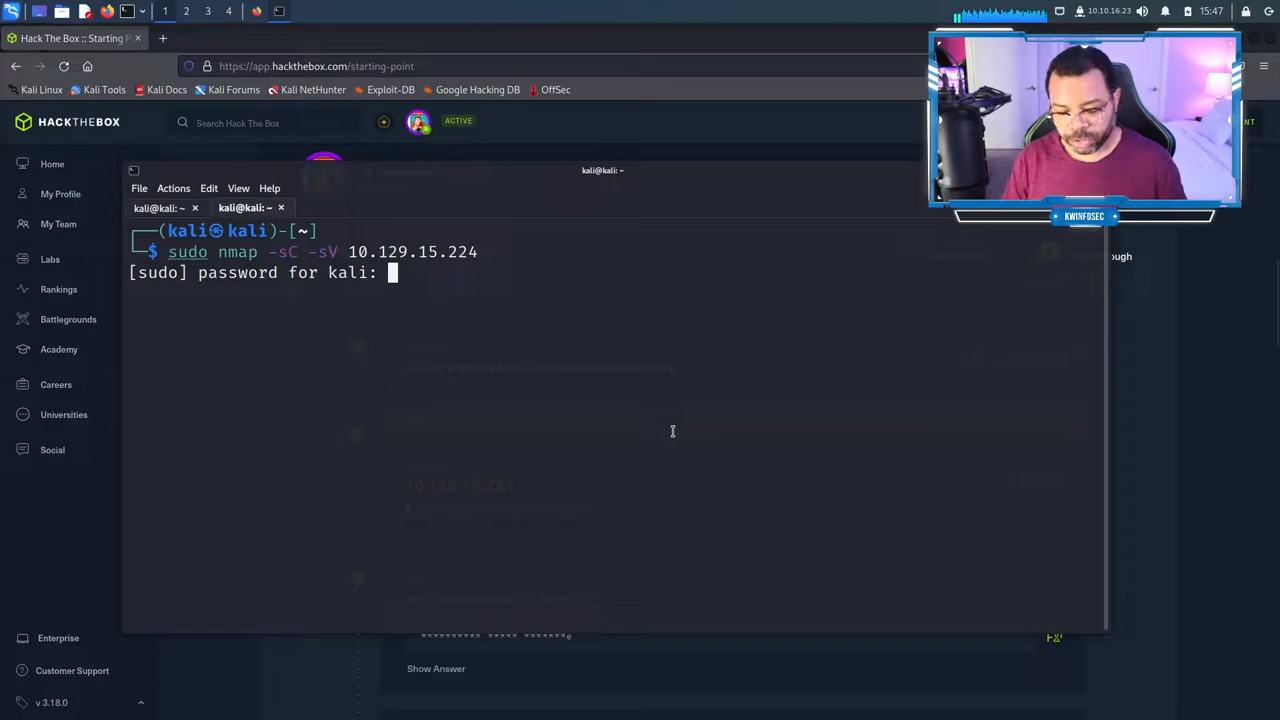 1 2 3 4
10.10.16.23
15:47
Hack The Box :: Starting P
https://app.hackthebox.com/starting-point
Kali Linux Kali Tools Kali Docs Kali Forums Kali NetHunter Exploit-DB Google Hacking DB OffSec
HACKTHEBOX
Search Hack The Box
ACTIVE
Home
My Profile
My Team
Labs
Rankings
Battlegrounds
Academy
Careers
Universities
Social
Enterprise
Customer Support
v 3.18.0
kali@kali: ~
File Actions Edit View Help
kali@kali: ~ kali@kali: ~
(kali㉿kali)-[~]
$ sudo nmap -sC -sV 10.129.15.224
[sudo] password for kali:
10.129.15.224
********** ***** *******e
Show Answer
KWINFOSEC